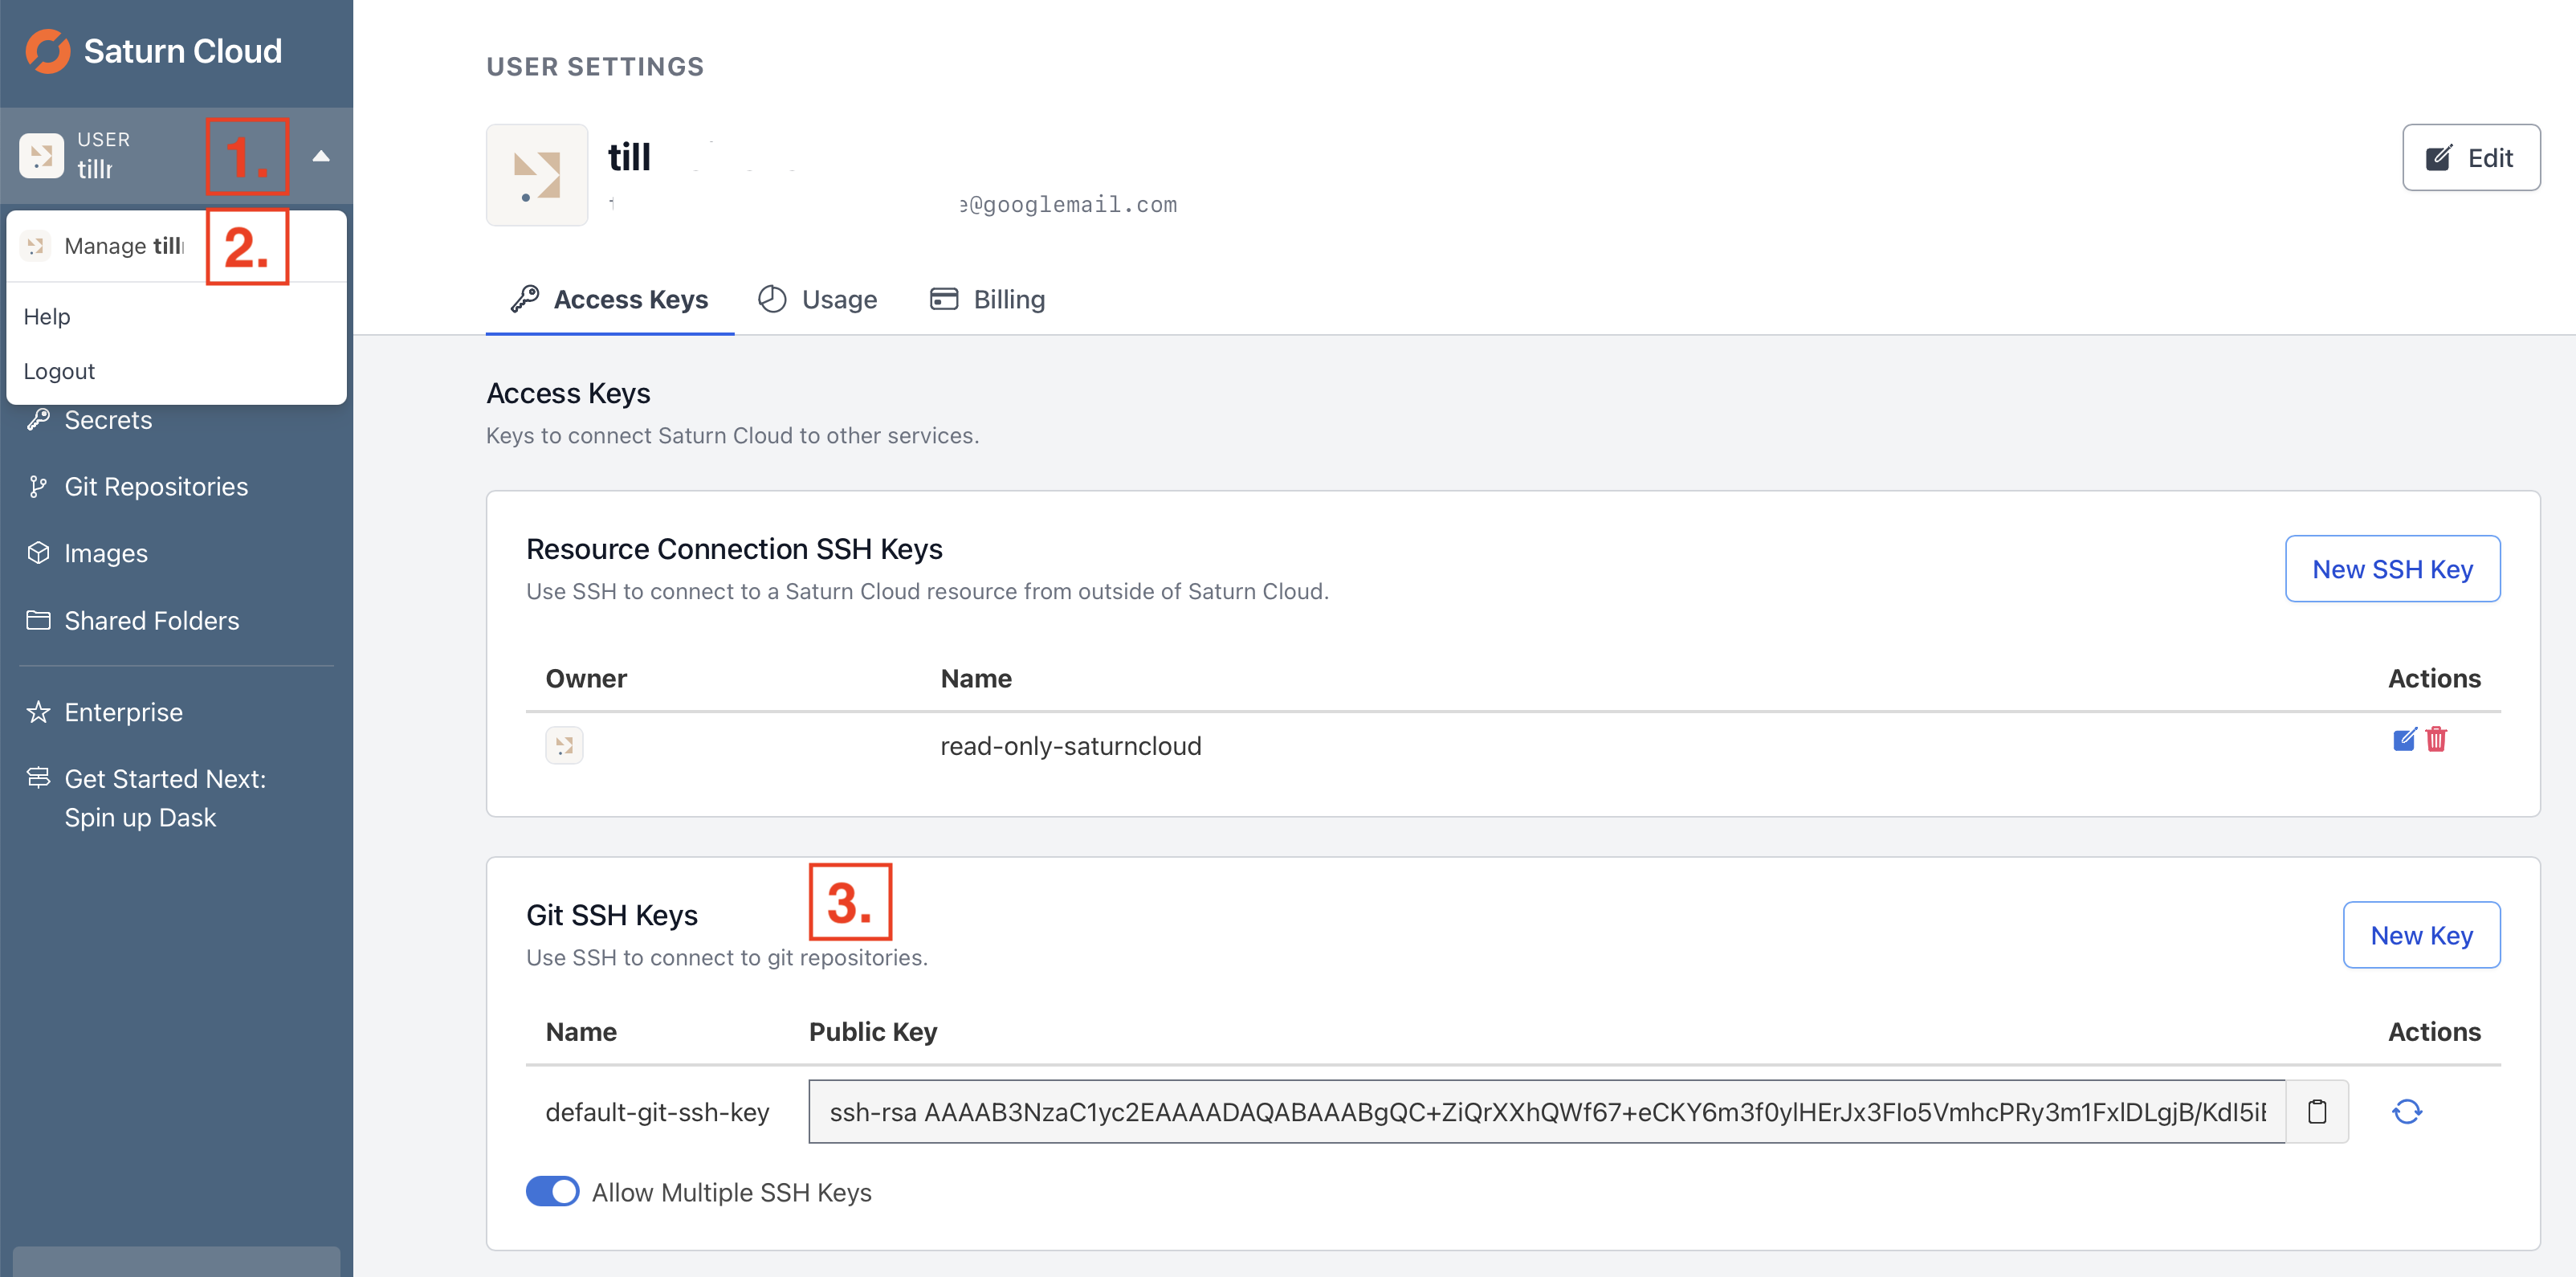 Saturn Cloud
USER
tillr
1.
Manage till
2.
Help
Logout
Secrets
Git Repositories
Images
Shared Folders
Enterprise
Get Started Next:
Spin up Dask
USER SETTINGS
till
e@googlemail.com
Edit
Access Keys
Usage
Billing
Access Keys
Keys to connect Saturn Cloud to other services.
Resource Connection SSH Keys
Use SSH to connect to a Saturn Cloud resource from outside of Saturn Cloud.
New SSH Key
Owner Name Actions
read-only-saturncloud
3.
Git SSH Keys
Use SSH to connect to git repositories.
New Key
Name Public Key Actions
default-git-ssh-key ssh-rsa AAAAB3NzaC1yc2EAAAADAQABAAABgQC+ZiQrXXhQWf67+eCKY6m3f0ylHErJx3FIo5VmhcPRy3m1FxlDLgjB/KdI5iE
Allow Multiple SSH Keys